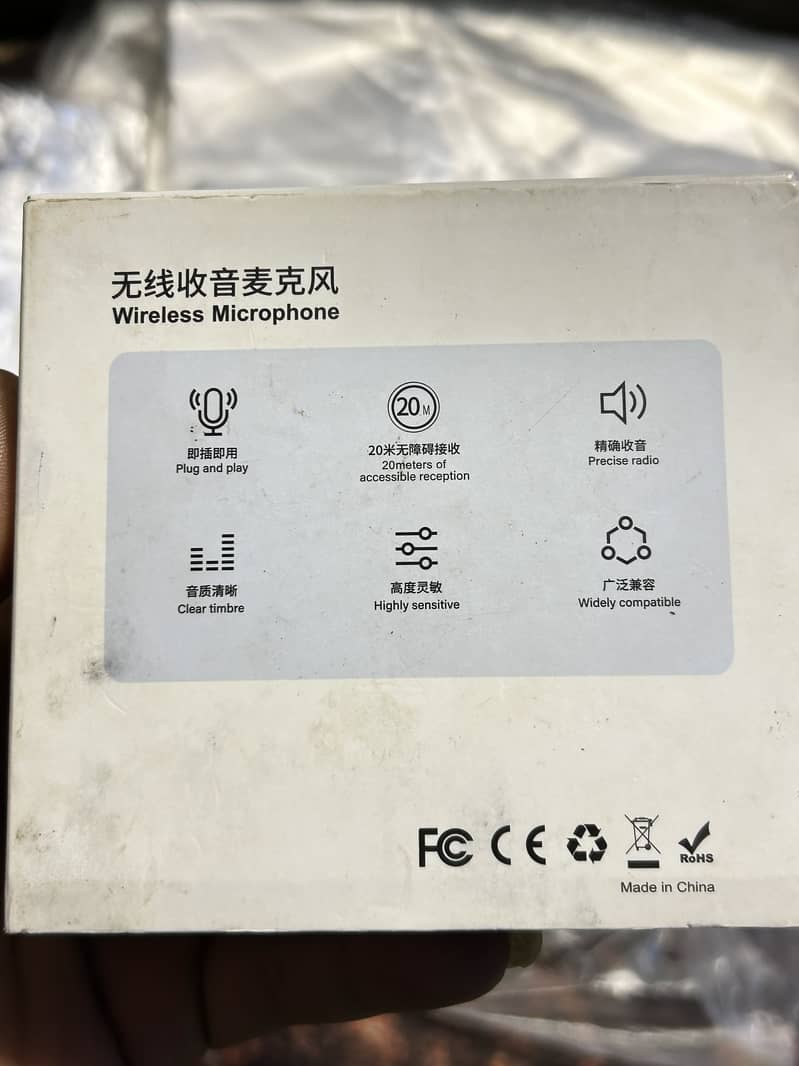 无线收音麦克风
Wireless Microphone
即插即用
Plug and play
20M
20米无障碍接收
20meters of
accessible reception
精确收音
Precise radio
音质清晰
Clear timbre
高度灵敏
Highly sensitive
广泛兼容
Widely compatible
FC CE RoHS
Made in China